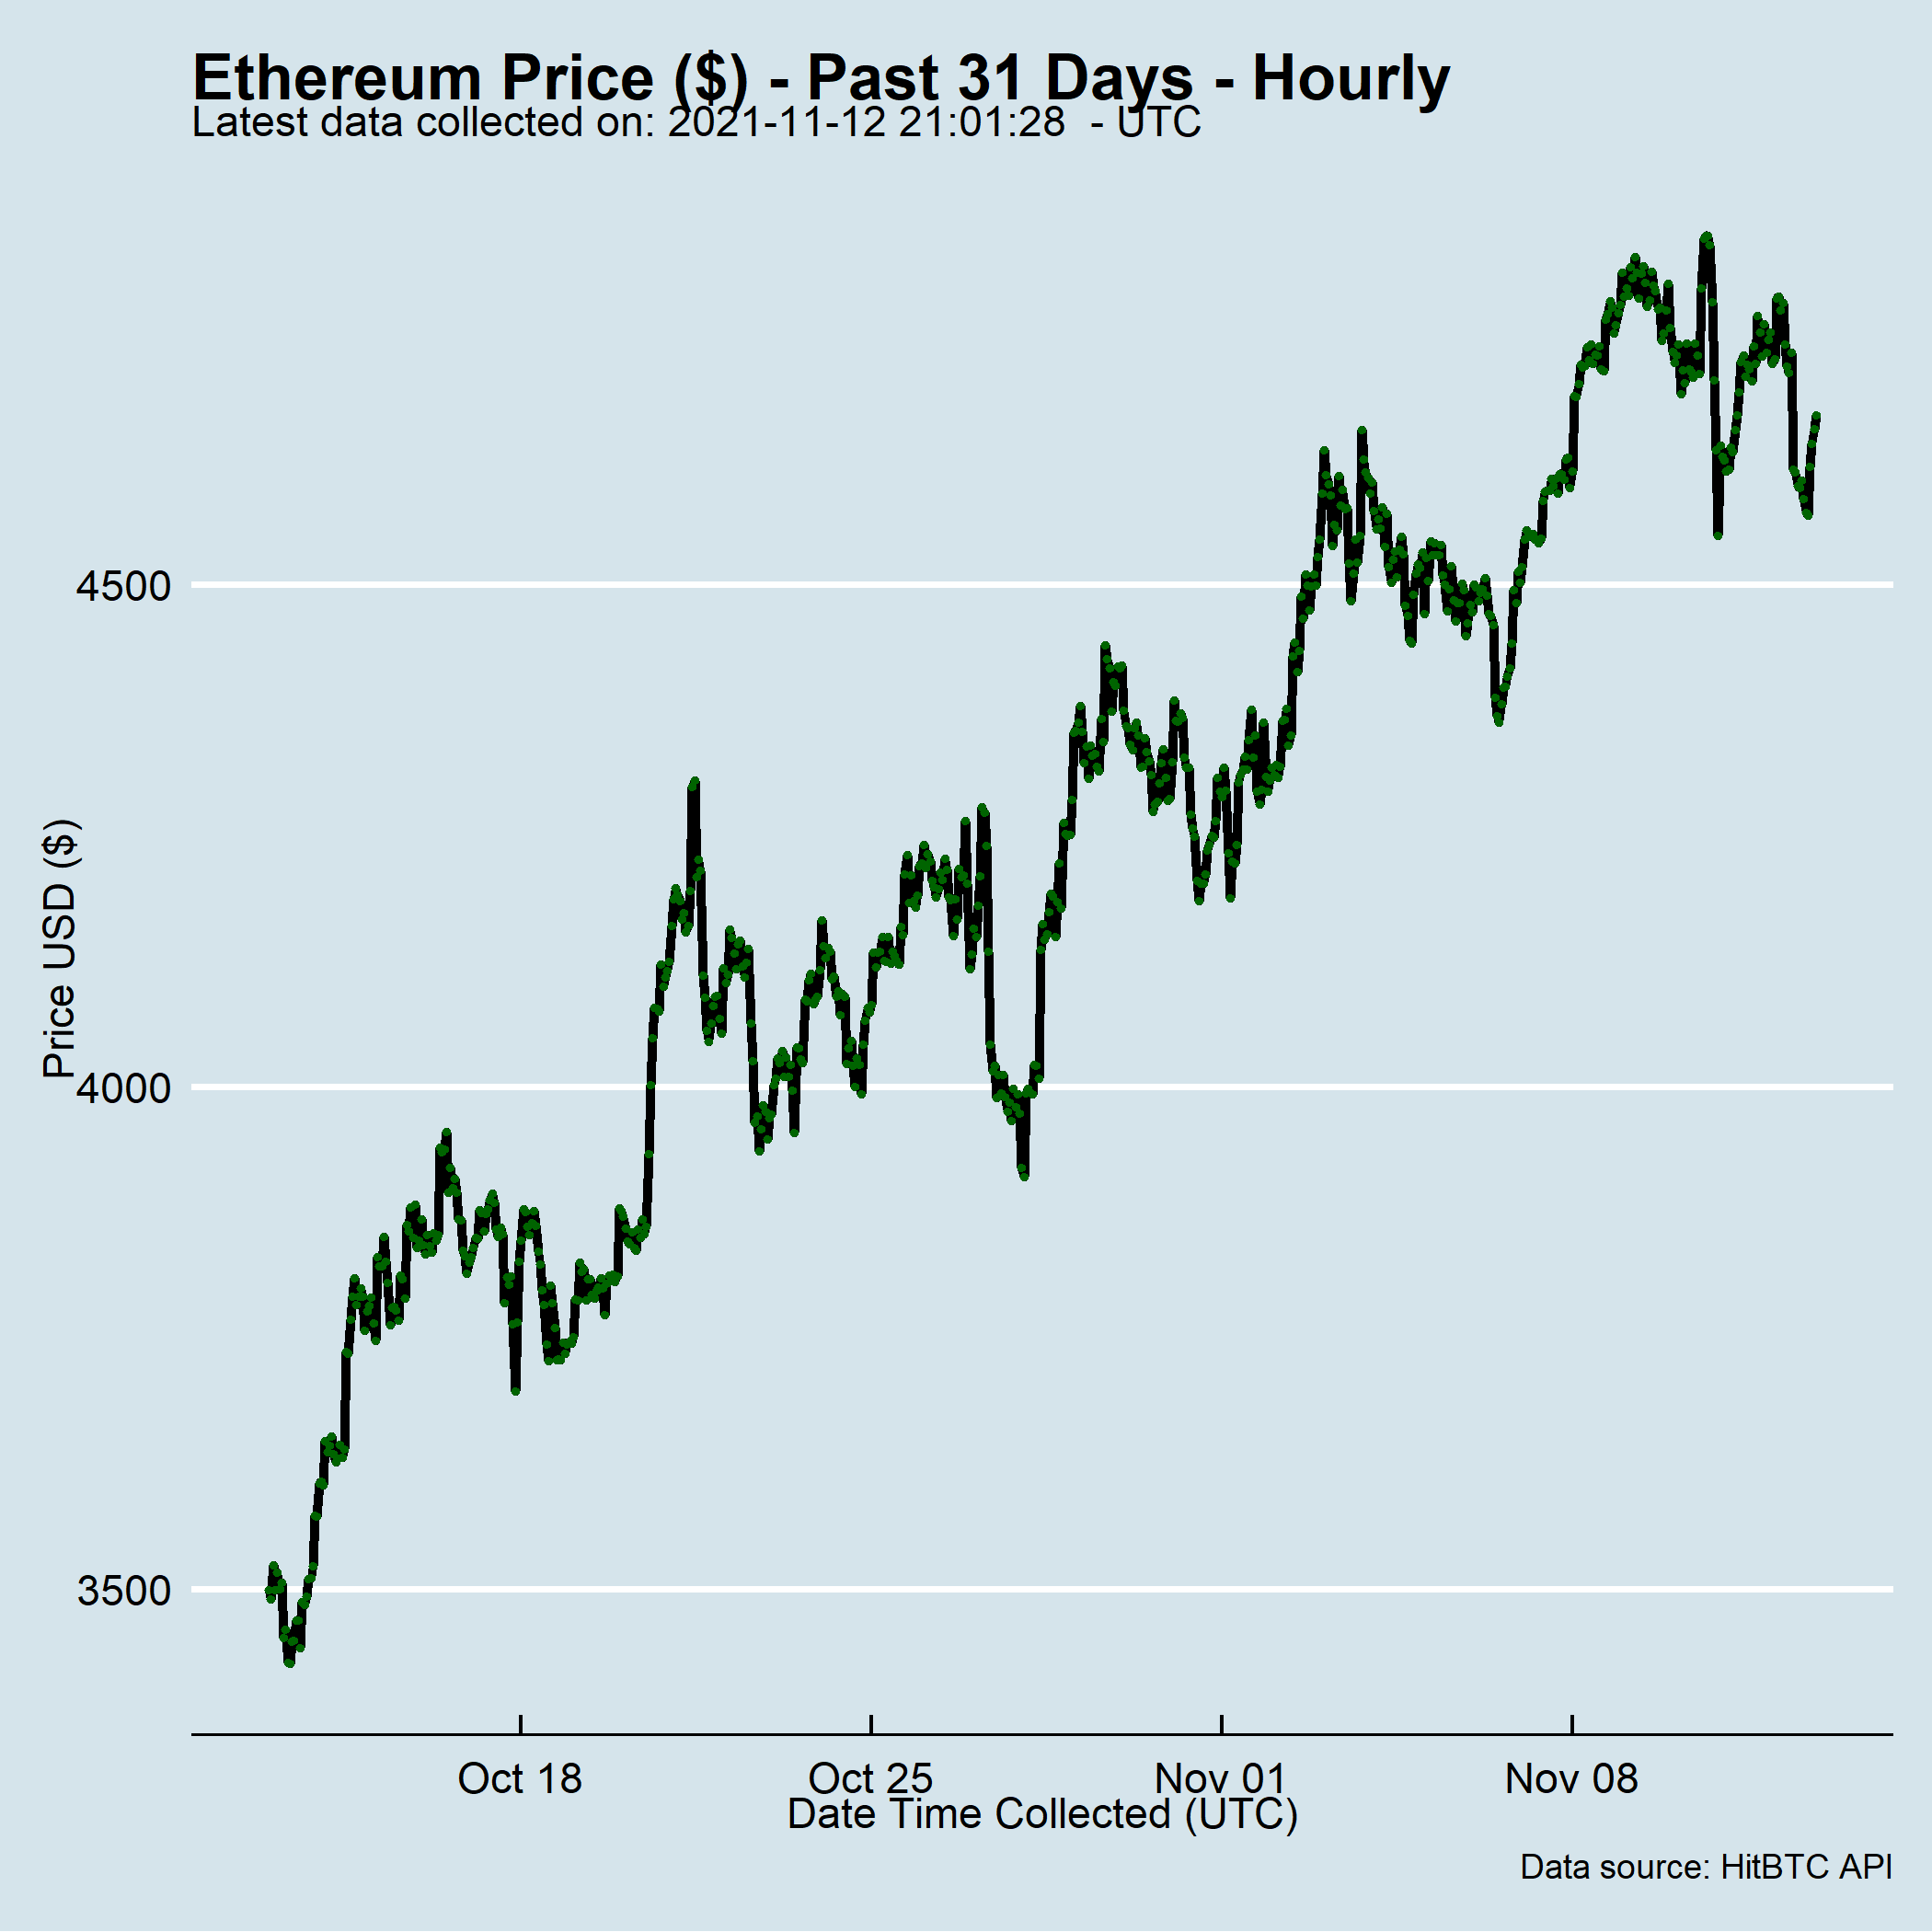 Ethereum Price ($) - Past 31 Days - Hourly
Latest data collected on: 2021-11-12 21:01:28  - UTC
Price USD ($)
4500
4000
3500
Oct 18
Oct 25
Nov 01
Nov 08
Date Time Collected (UTC)
Data source: HitBTC API